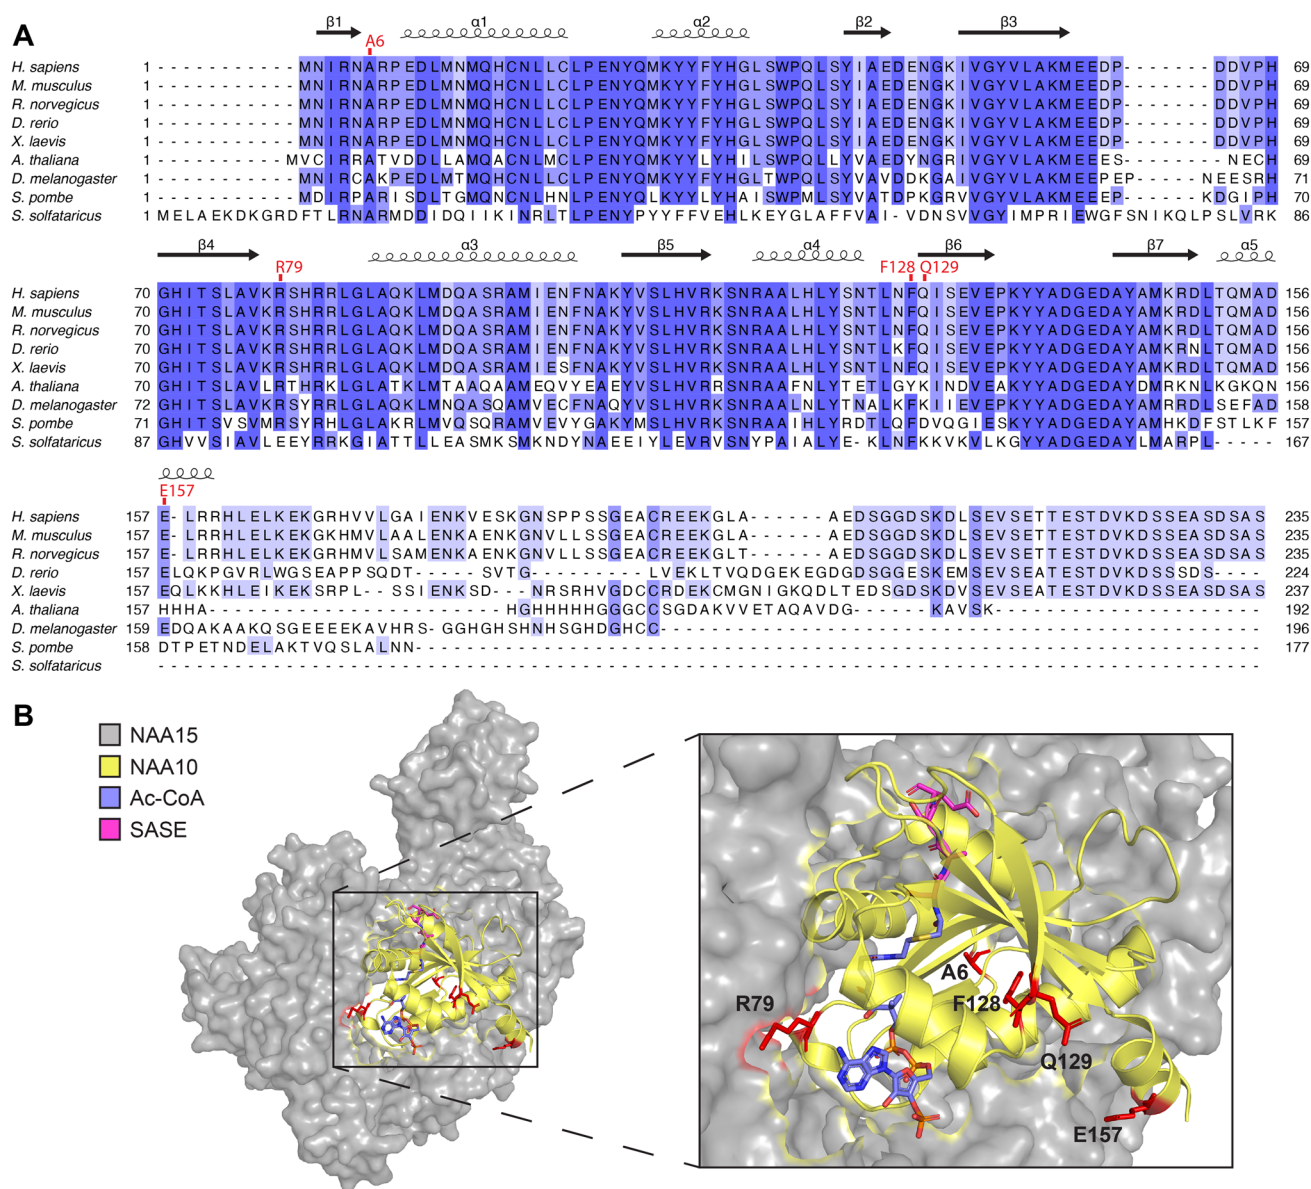 A
β1 α1 α2 β2 β3
A6
H. sapiens 1 -----------MNIRNARPEDLMNMQHCNLLCLPENYQMKYYFYHGLSWPQLSYIAEDENGKIVGYVLAKMEEDP-------DDVPH 69
M. musculus 1 -----------MNIRNARPEDLMNMQHCNLLCLPENYQMKYYFYHGLSWPQLSYIAEDENGKIVGYVLAKMEEDP-------DDVPH 69
R. norvegicus 1 -----------MNIRNARPEDLMNMQHCNLLCLPENYQMKYYFYHGLSWPQLSYIAEDENGKIVGYVLAKMEEDP-------DDVPH 69
D. rerio 1 -----------MNIRNARPEDLMNMQHCNLLCLPENYQMKYYFYHGLSWPQLSYIAEDENGKIVGYVLAKMEEDP-------DDVPH 69
X. laevis 1 -----------MNIRNARPEDLMNMQHCNLLCLPENYQMKYYFYHGLSWPQLSYIAEDENGKIVGYVLAKMEEDP-------DDVPH 69
A. thaliana 1 ----------MVCIRRATVDDLLAMQACNLMCLPENYQMKYYLYHILSWPQLLYVAEDYNGRIVGYVLAKMEEES--------NECH 69
D. melanogaster 1 -----------MNIRCAKPEDLMTMQHCNLLCLPENYQMKYYFYHGLTWPQLSYVAVDDKGAIVGYVLAKMEEPEP-----NEESRH 71
S. pombe 1 -----------MDIRPARISDLTGMQNCNLHNLPENYQLKYYLYHAISWPMLSYVATDPKGRVVGYVLAKMEEEP------KDGIPH 70
S. solfataricus 1 MELAEKDKGRDFTLRNARMDDIDQIIKINRLTLPENYPYYFFVEHLKEYGLAFFVAI-VDNSVVGYIMPRIEWGFSNIKQLPSLVRK 86
β4 α3 β5 α4 β6 β7 α5
R79 F128 Q129
H. sapiens 70 GHITSLAVKRSHRRLGLAQKLMDQASRAMIENFNAKYVSLHVRKSNRAALHLYSNTLNFQISEVEPKYYADGEDAYAMKRDLTQMAD 156
M. musculus 70 GHITSLAVKRSHRRLGLAQKLMDQASRAMIENFNAKYVSLHVRKSNRAALHLYSNTLNFQISEVEPKYYADGEDAYAMKRDLTQMAD 156
R. norvegicus 70 GHITSLAVKRSHRRLGLAQKLMDQASRAMIENFNAKYVSLHVRKSNRAALHLYSNTLNFQISEVEPKYYADGEDAYAMKRDLTQMAD 156
D. rerio 70 GHITSLAVKRSHRRLGLAQKLMDQASRAMIENFNAKYVSLHVRKSNRAALHLYSNTLKFQISEVEPKYYADGEDAYAMKRNLTQMAD 156
X. laevis 70 GHITSLAVKRSHRRLGLAQKLMDQASRAMIESFNAKYVSLHVRKSNRAALHLYSNTLNFQISEVEPKYYADGEDAYAMKRDLTQMAD 156
A. thaliana 70 GHITSLAVLRTHRKLGLATKLMTAAQAAMEQVYEAEYVSLHVRRSNRAAFNLYTETLGYKINDVEAKYYADGEDAYDMRKNLKGKQN 156
D. melanogaster 72 GHITSLAVKRSYRRLGLAQKLMNQASQAMVECFNAQYVSLHVRKSNRAALNLYTNALKFKIIEVEPKYYADGEDAYAMRRDLSEFAD 158
S. pombe 71 GHITSVSVMRSYRHLGLAKRLMVQSQRAMVEVYGAKYMSLHVRKSNRAAIHLYRDTLQFDVQGIESKYYADGEDAYAMHKDFSTLKF 157
S. solfataricus 87 GHVVSIAVLEEYRRKGIATTLLEASMKSMKNDYNAEEIYLEVRVSNYPAIALYE-KLNFKKVKVLKGYYADGEDAYLMARPL----- 167
E157
H. sapiens 157 E-LRRHLELKEKGRHVVLGAIENKVESKGNSPPSSGEACREEKGLA------AEDSGGDSKDLSEVSETTESTDVKDSSEASDSAS 235
M. musculus 157 E-LRRHLELKEKGKHMVLAALENKAENKGNVLLSSGEACREEKGLA------AEDSGGDSKDLSEVSETTESTDVKDSSEASDSAS 235
R. norvegicus 157 E-LRRHLELKEKGRHMVLSAMENKAENKGNVLLSSGEACREEKGLT------AEDSGGDSKDLSEVSETTESTDVKDSSEASDSAS 235
D. rerio 157 ELQKPGVRLWGSEAPPSQDT-----SVTG---------LVEKLTVQDGEKEGDGDSGGESKEMSEVSEATESTDVKDSSSDS---- 224
X. laevis 157 EQLKKHLEIKEKSRPL--SSIENKSD---NRSRHVGDCCRDEKCMGNIGKQDLTEDSGDSKDVSEVSETTESTDVKDSSEASDSAS 237
A. thaliana 157 HHHA-----------------------HGHHHHHGGGCCSGDAKVVETAQAVDG------KAVSK--------------------- 192
D. melanogaster 159 EDQAKAAKQSGEEEEKAVHRS-GGHGHSHNHSGHDGHCC----------------------------------------------- 196
S. pombe 158 DTPETNDELAKTVQSLALNN------------------------------------------------------------------ 177
S. solfataricus --------------------------------------------------------------------------------------
B
NAA15
NAA10
Ac-CoA
SASE
A6
R79
F128
Q129
E157